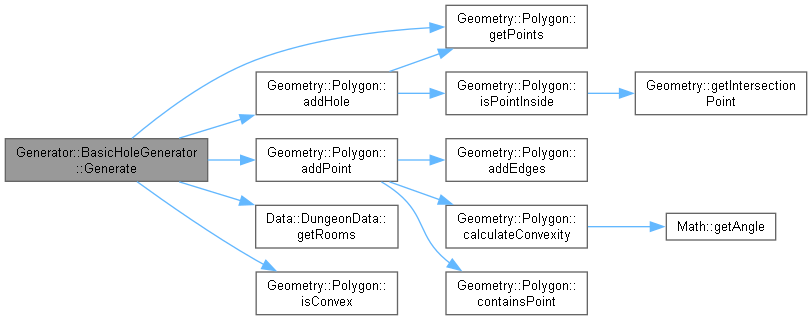 Generator::BasicHoleGenerator
::Generate
Geometry::Polygon::
getPoints
Geometry::Polygon::
addHole
Geometry::Polygon::
isPointInside
Geometry::getIntersection
Point
Geometry::Polygon::
addPoint
Geometry::Polygon::
addEdges
Data::DungeonData::
getRooms
Geometry::Polygon::
calculateConvexity
Math::getAngle
Geometry::Polygon::
isConvex
Geometry::Polygon::
containsPoint